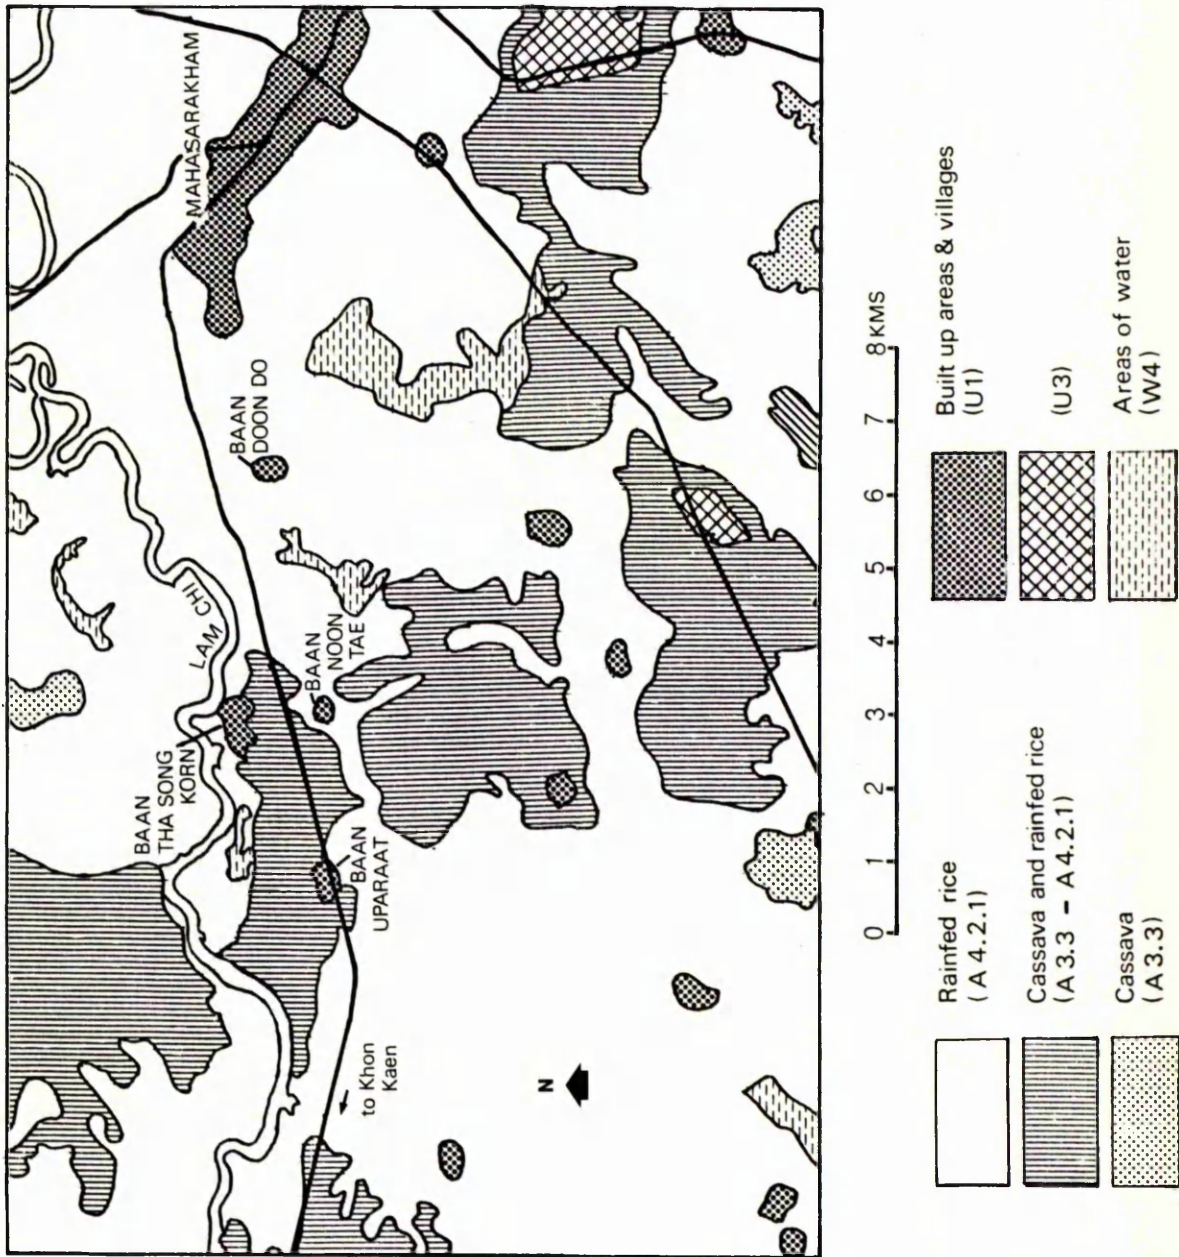 MAHASARAKHAM
BAAN
DOON DO
LAM CHI
BAAN
THA SONG
KORN
BAAN
NOON
TAE
BAAN
UPARAAT
to Khon
Kaen
N
0 1 2 3 4 5 6 7 8 KMS
Rainfed rice
(A 4.2.1)
Cassava and rainfed rice
(A 3.3 – A 4.2.1)
Cassava
(A 3.3)
Built up areas & villages
(U1)
(U3)
Areas of water
(W4)